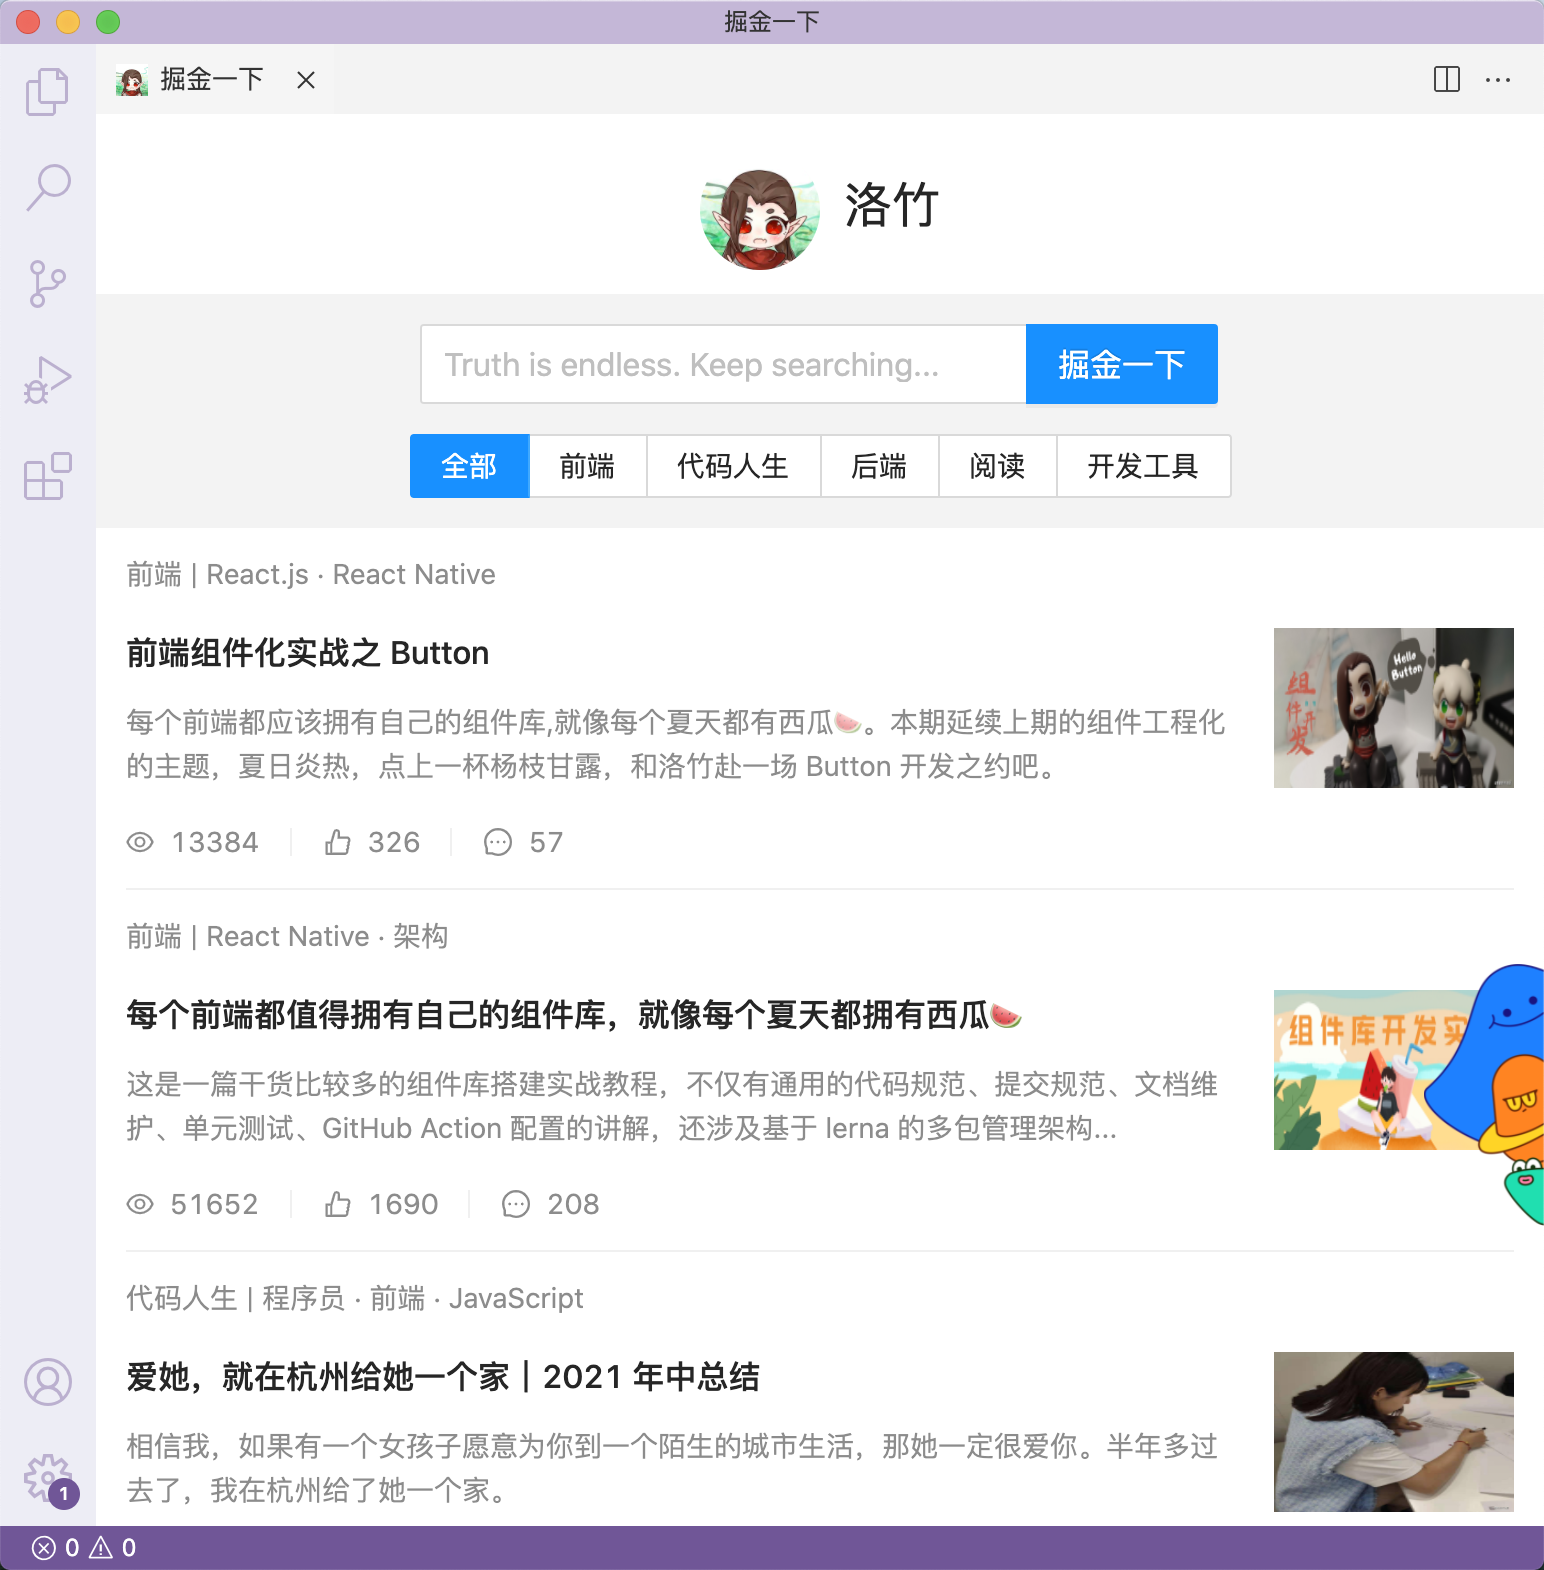 掘金一下
掘金一下
洛竹
Truth is endless. Keep searching...
掘金一下
全部 前端 代码人生 后端 阅读 开发工具
前端 | React.js · React Native
前端组件化实战之 Button
每个前端都应该拥有自己的组件库,就像每个夏天都有西瓜🍉。本期延续上期的组件工程化
的主题，夏日炎热，点上一杯杨枝甘露，和洛竹赴一场 Button 开发之约吧。
组件开发
Hello
Button
13384 326 57
前端 | React Native · 架构
每个前端都值得拥有自己的组件库，就像每个夏天都拥有西瓜🍉
这是一篇干货比较多的组件库搭建实战教程，不仅有通用的代码规范、提交规范、文档维
护、单元测试、GitHub Action 配置的讲解，还涉及基于 lerna 的多包管理架构...
组件库开发实
51652 1690 208
代码人生 | 程序员 · 前端 · JavaScript
爱她，就在杭州给她一个家｜2021 年中总结
相信我，如果有一个女孩子愿意为你到一个陌生的城市生活，那她一定很爱你。半年多过
去了，我在杭州给了她一个家。
1
0 0